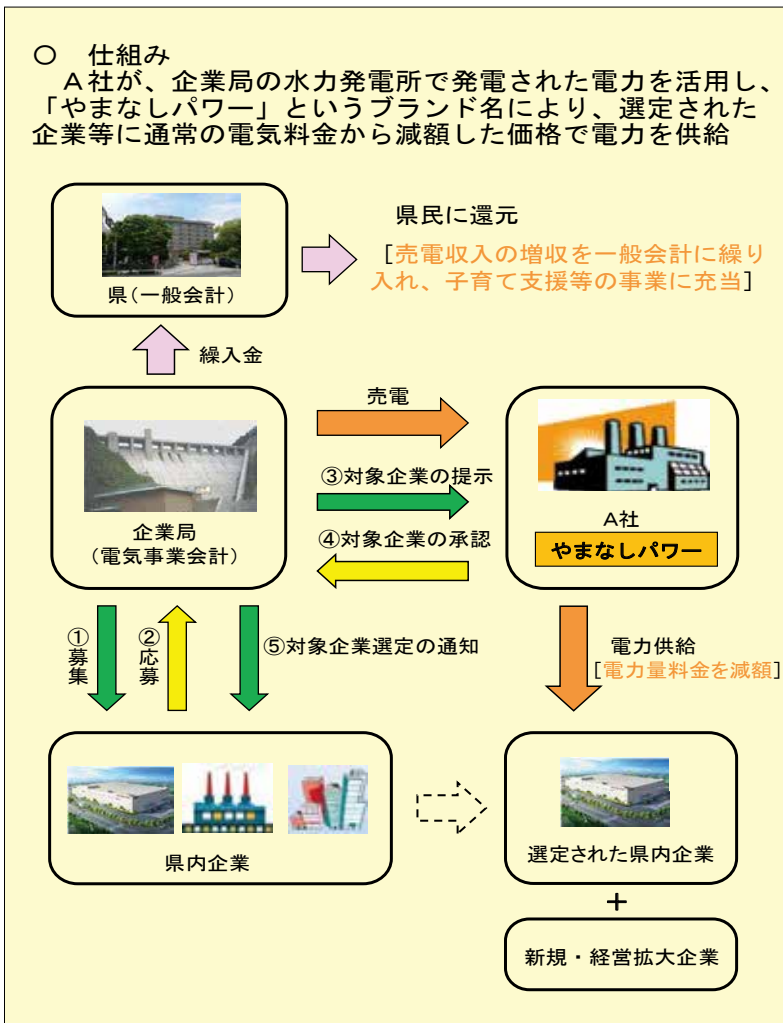 ○ 仕組み
A社が、企業局の水力発電所で発電された電力を活用し、
「やまなしパワー」というブランド名により、選定された
企業等に通常の電気料金から減額した価格で電力を供給
県(一般会計)
県民に還元
[売電収入の増収を一般会計に繰り
入れ、子育て支援等の事業に充当]
繰入金
売電
③対象企業の提示
④対象企業の承認
企業局
(電気事業会計)
A社
やまなしパワー
①募集
②応募
⑤対象企業選定の通知
電力供給
[電力量料金を減額]
県内企業
選定された県内企業
+
新規・経営拡大企業